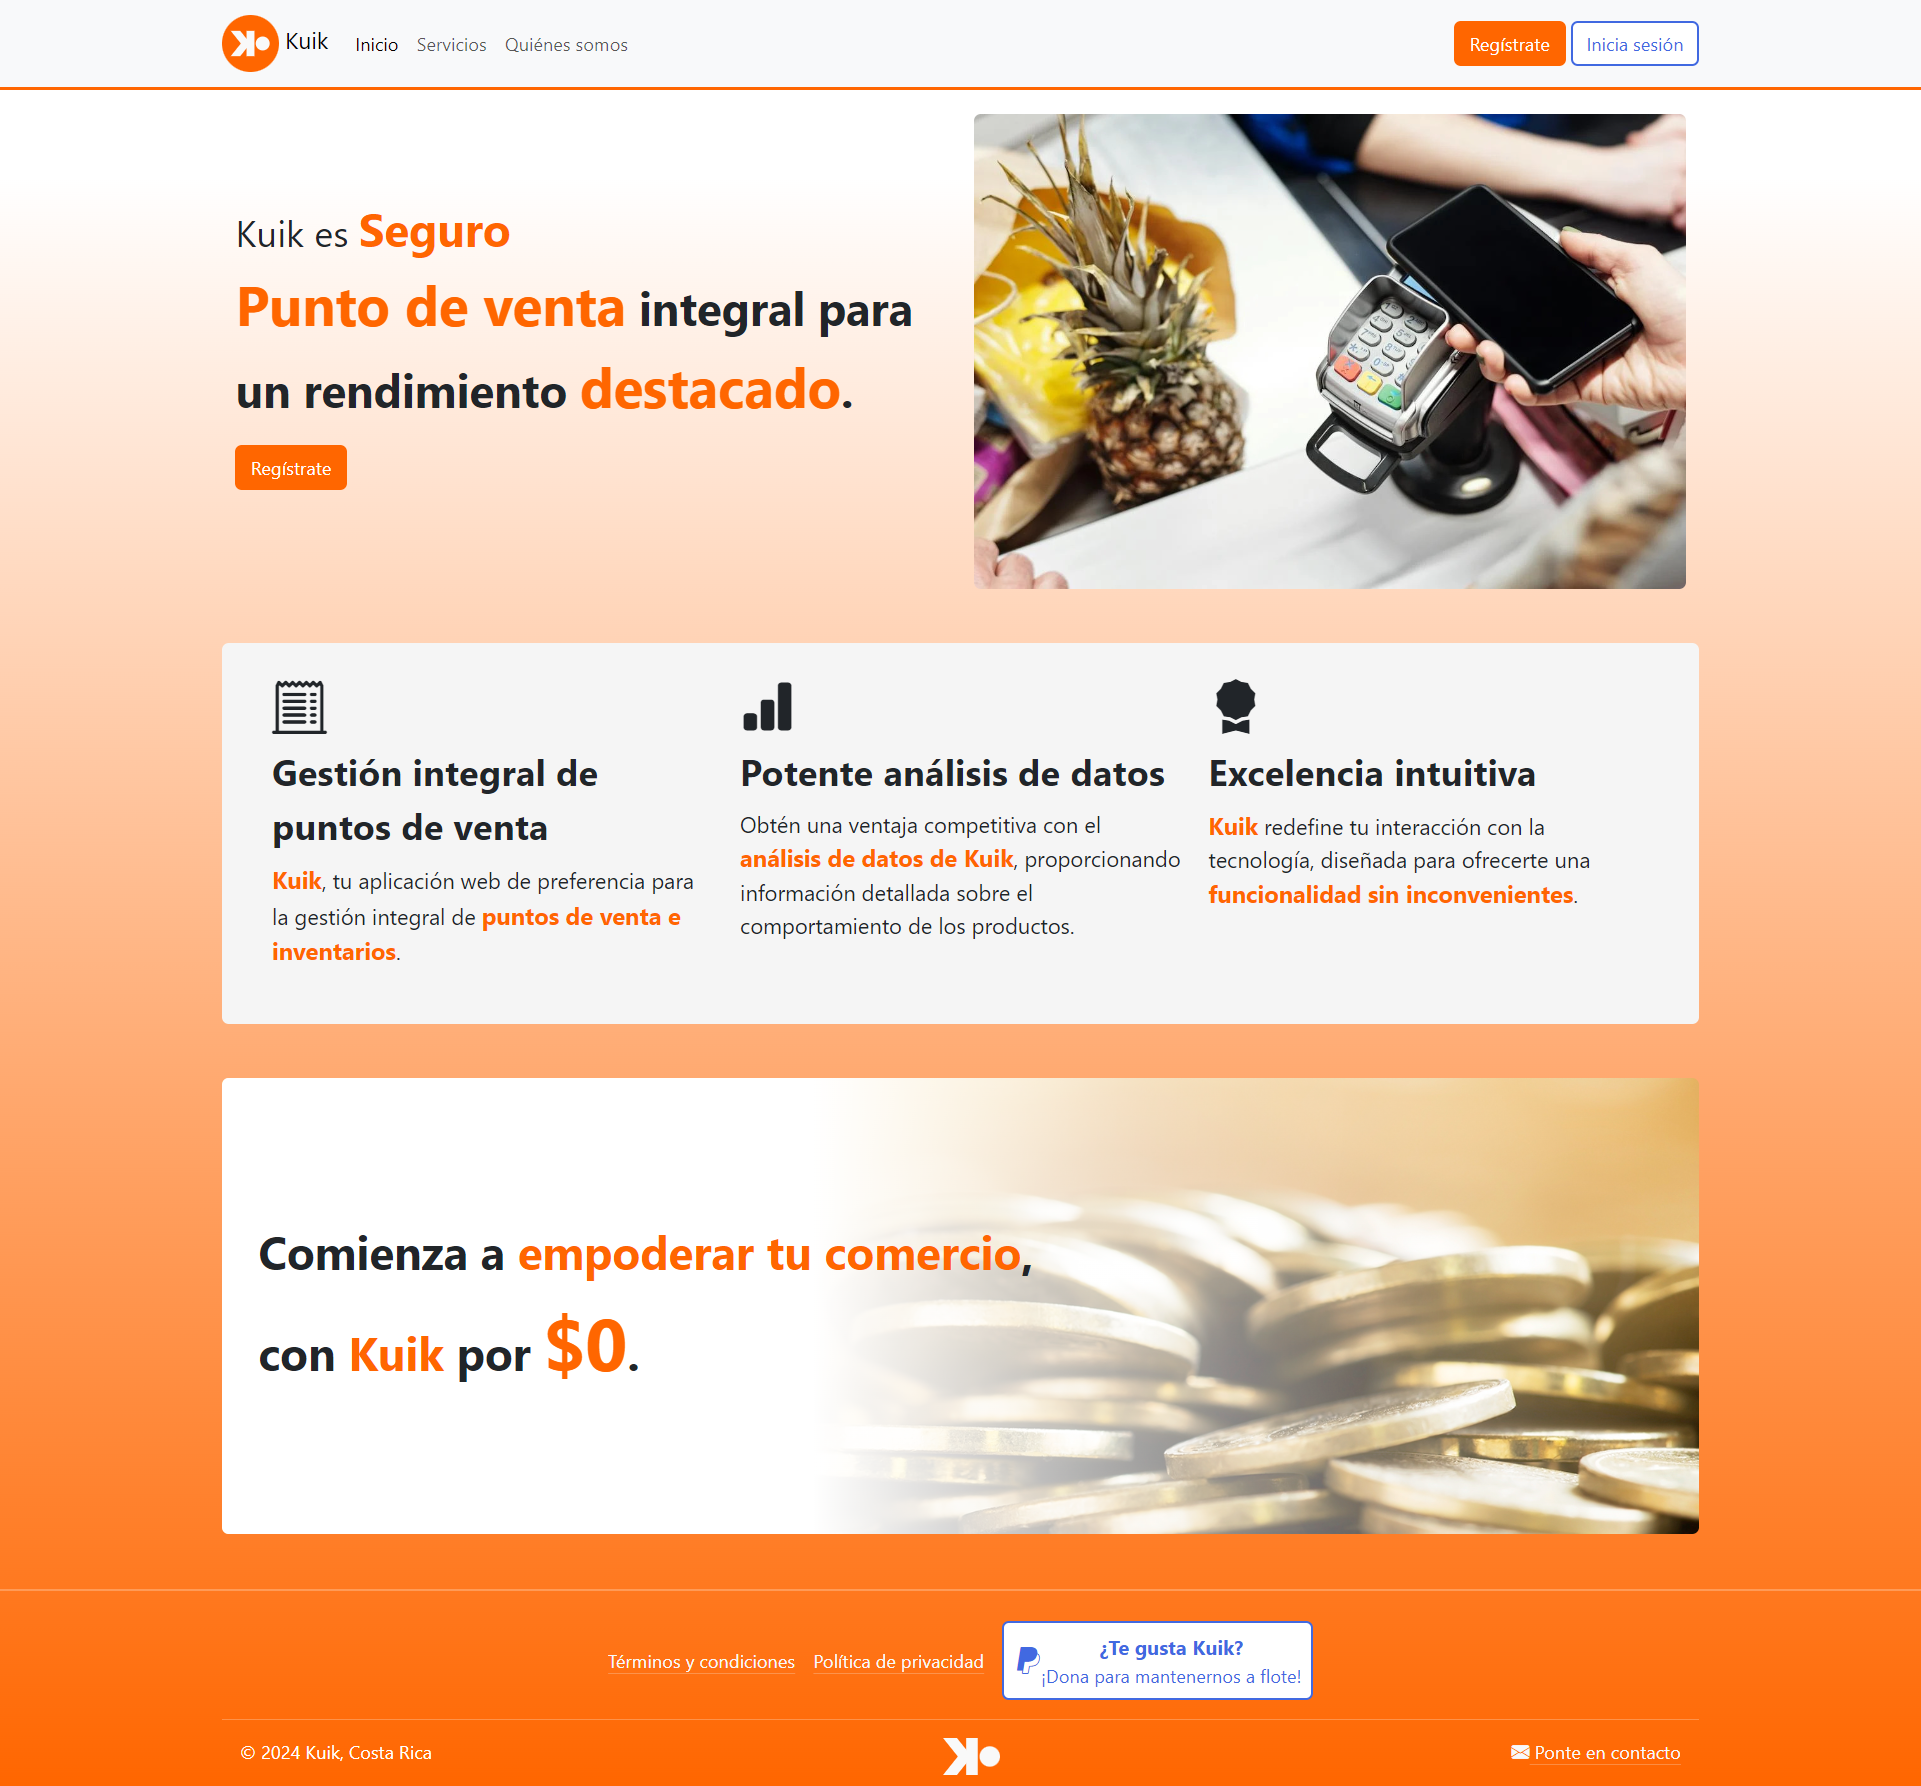 Kuik
Inicio
Servicios
Quiénes somos
Regístrate
Inicia sesión
Kuik es Seguro
Punto de venta integral para
un rendimiento destacado.
Regístrate
Gestión integral de
puntos de venta
Kuik, tu aplicación web de preferencia para
la gestión integral de puntos de venta e
inventarios.
Potente análisis de datos
Obtén una ventaja competitiva con el
análisis de datos de Kuik, proporcionando
información detallada sobre el
comportamiento de los productos.
Excelencia intuitiva
Kuik redefine tu interacción con la
tecnología, diseñada para ofrecerte una
funcionalidad sin inconvenientes.
Comienza a empoderar tu comercio,
con Kuik por $0.
Términos y condiciones
Política de privacidad
¿Te gusta Kuik?
¡Dona para mantenernos a flote!
© 2024 Kuik, Costa Rica
Ponte en contacto